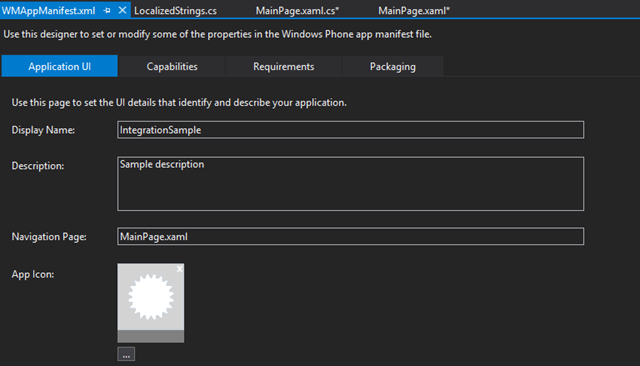 WMAppManifest.xml LocalizedStrings.cs MainPage.xaml.cs* MainPage.xaml*
Use this designer to set or modify some of the properties in the Windows Phone app manifest file.
Application UI Capabilities Requirements Packaging
Use this page to set the UI details that identify and describe your application.
Display Name: IntegrationSample
Description: Sample description
Navigation Page: MainPage.xaml
App Icon:
x
...